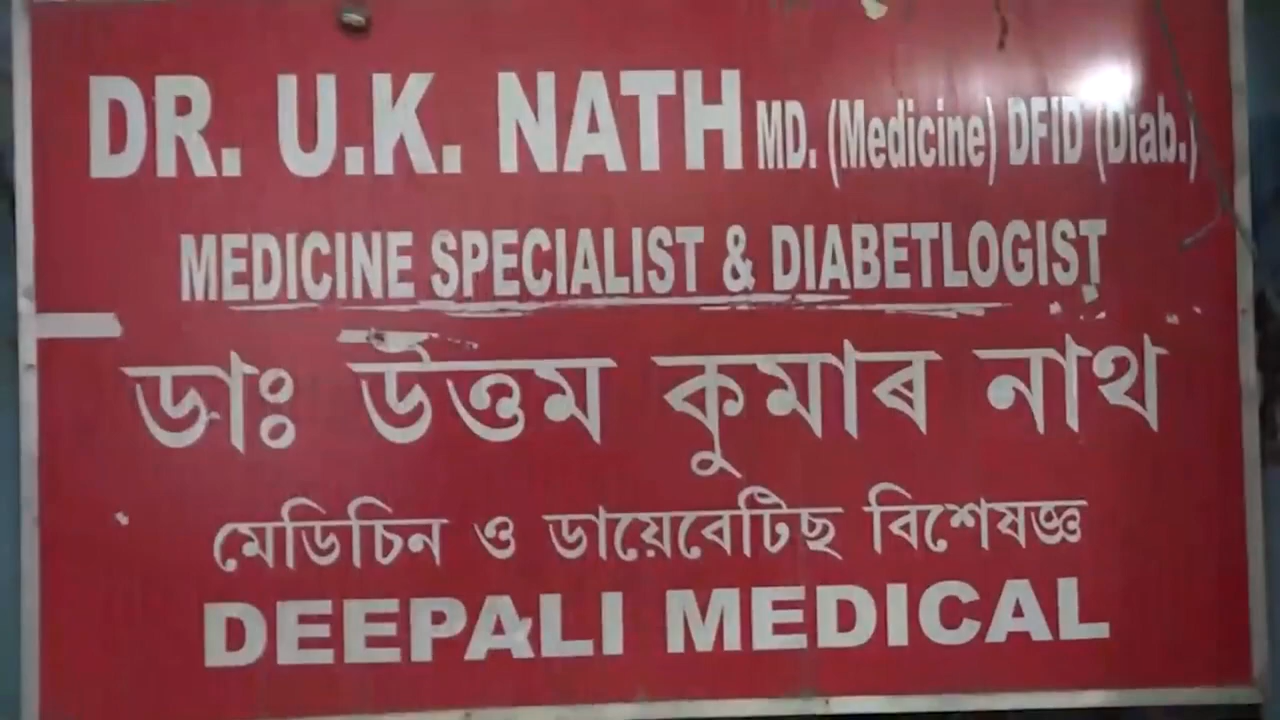 DR. U.K. NATH MD. (Medicine) DFID (Diab.)
MEDICINE SPECIALIST & DIABETLOGIST
ডাঃ উত্তম কুমাৰ নাথ
মেডিচিন ও ডায়েবেটিছ বিশেষজ্ঞ
DEEPALI MEDICAL